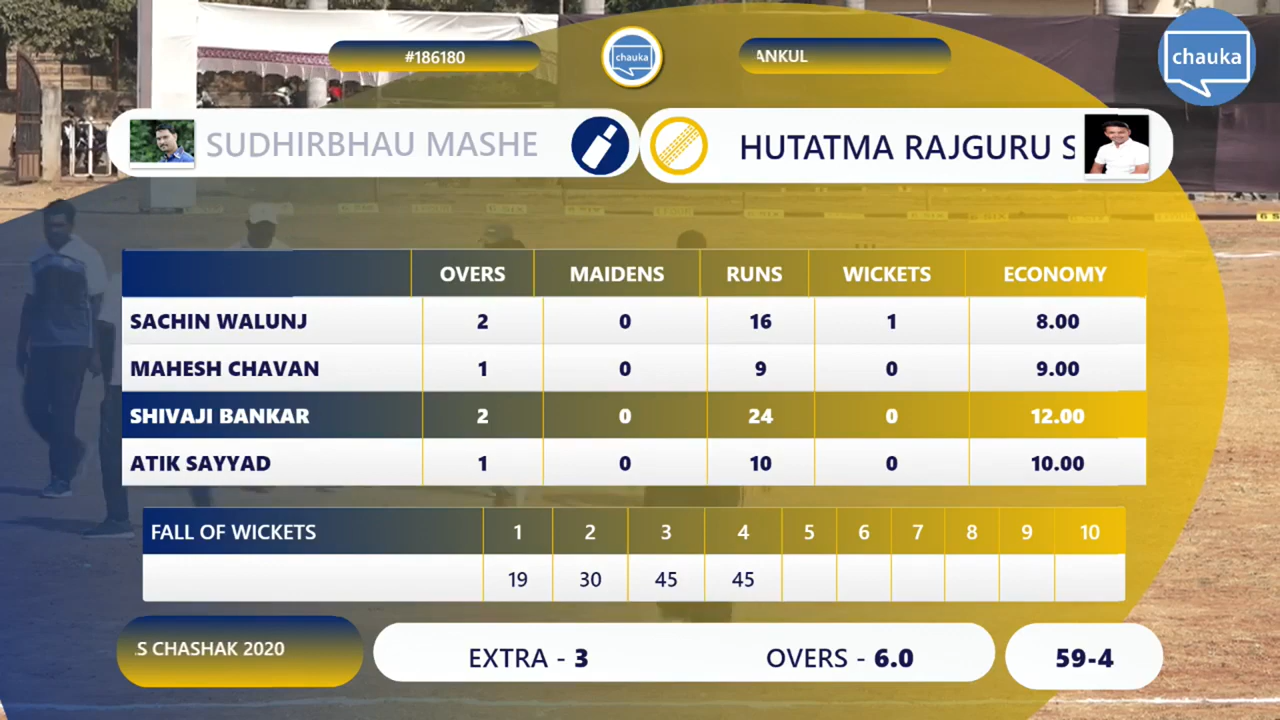 #186180
chauka
ANKUL
chauka
SUDHIRBHAU MASHE
HUTATMA RAJGURU S
OVERS MAIDENS RUNS WICKETS ECONOMY
SACHIN WALUNJ 2 0 16 1 8.00
MAHESH CHAVAN 1 0 9 0 9.00
SHIVAJI BANKAR 2 0 24 0 12.00
ATIK SAYYAD 1 0 10 0 10.00
FALL OF WICKETS 1 2 3 4 5 6 7 8 9 10
19 30 45 45
S CHASHAK 2020
EXTRA - 3 OVERS - 6.0 59-4